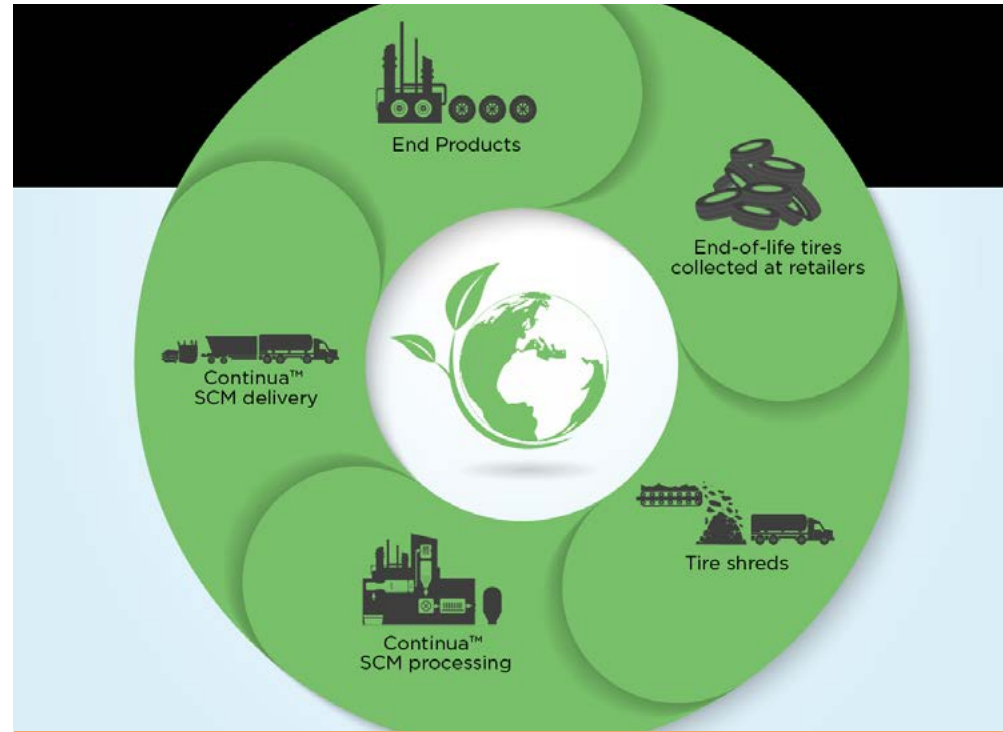 End Products
End-of-life tires
collected at retailers
Tire shreds
Continua™
SCM processing
Continua™
SCM delivery